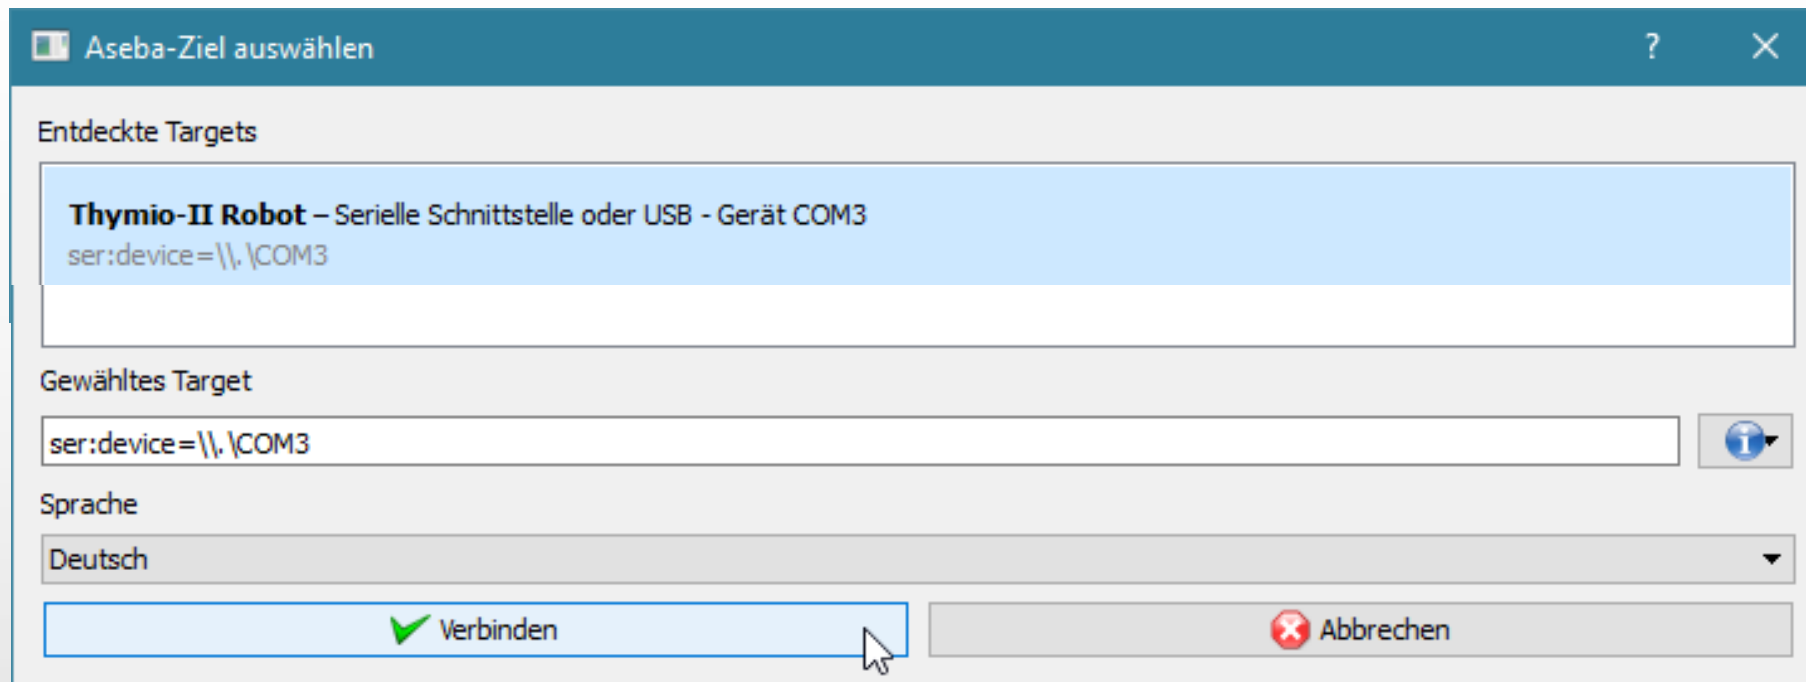 Aseba-Ziel auswählen ?
Entdeckte Targets
Thymio-II Robot – Serielle Schnittstelle oder USB - Gerät COM3
ser:device=\\.\COM3
Gewähltes Target
ser:device=\\.\COM3
Sprache
Deutsch
Verbinden Abbrechen